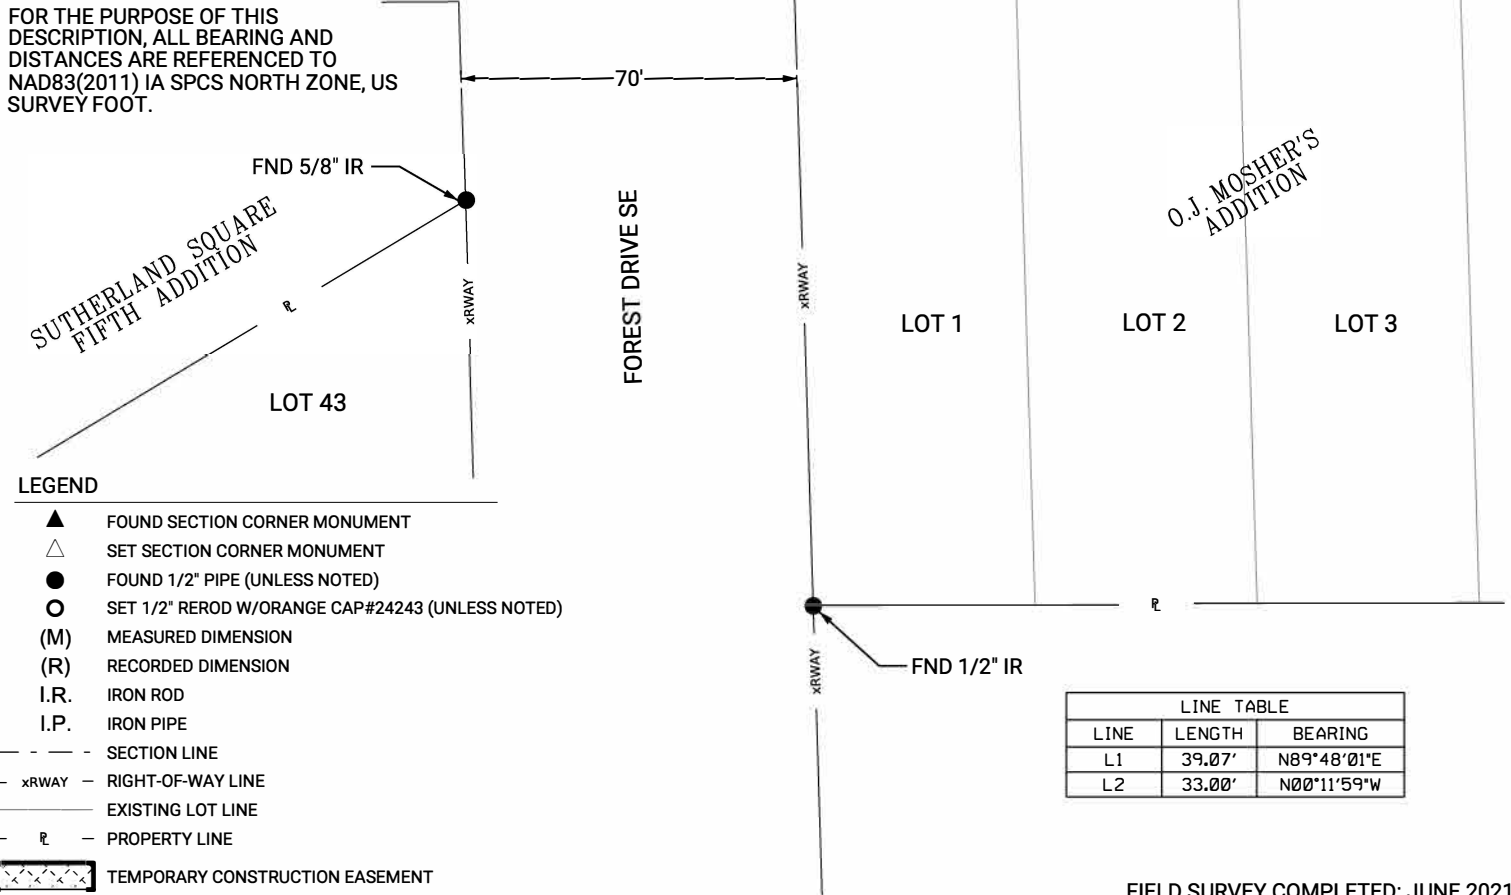 FOR THE PURPOSE OF THIS
DESCRIPTION, ALL BEARING AND
DISTANCES ARE REFERENCED TO
NAD83(2011) IA SPCS NORTH ZONE, US
SURVEY FOOT.
70'
FND 5/8" IR
SUTHERLAND SQUARE
FIFTH ADDITION
℄
xRWAY
LOT 43
FOREST DRIVE SE
xRWAY
O.J. MOSHER'S
ADDITION
LOT 1
LOT 2
LOT 3
LEGEND
FOUND SECTION CORNER MONUMENT
SET SECTION CORNER MONUMENT
FOUND 1/2" PIPE (UNLESS NOTED)
SET 1/2" REROD W/ORANGE CAP#24243 (UNLESS NOTED)
(M) MEASURED DIMENSION
(R) RECORDED DIMENSION
I.R. IRON ROD
I.P. IRON PIPE
SECTION LINE
xRWAY RIGHT-OF-WAY LINE
EXISTING LOT LINE
℄ PROPERTY LINE
TEMPORARY CONSTRUCTION EASEMENT
℄
xRWAY
FND 1/2" IR
LINE TABLE
LINE LENGTH BEARING
L1 39.07' N89°48'01"E
L2 33.00' N00°11'59"W
FIELD SURVEY COMPLETED: JUNE 2021